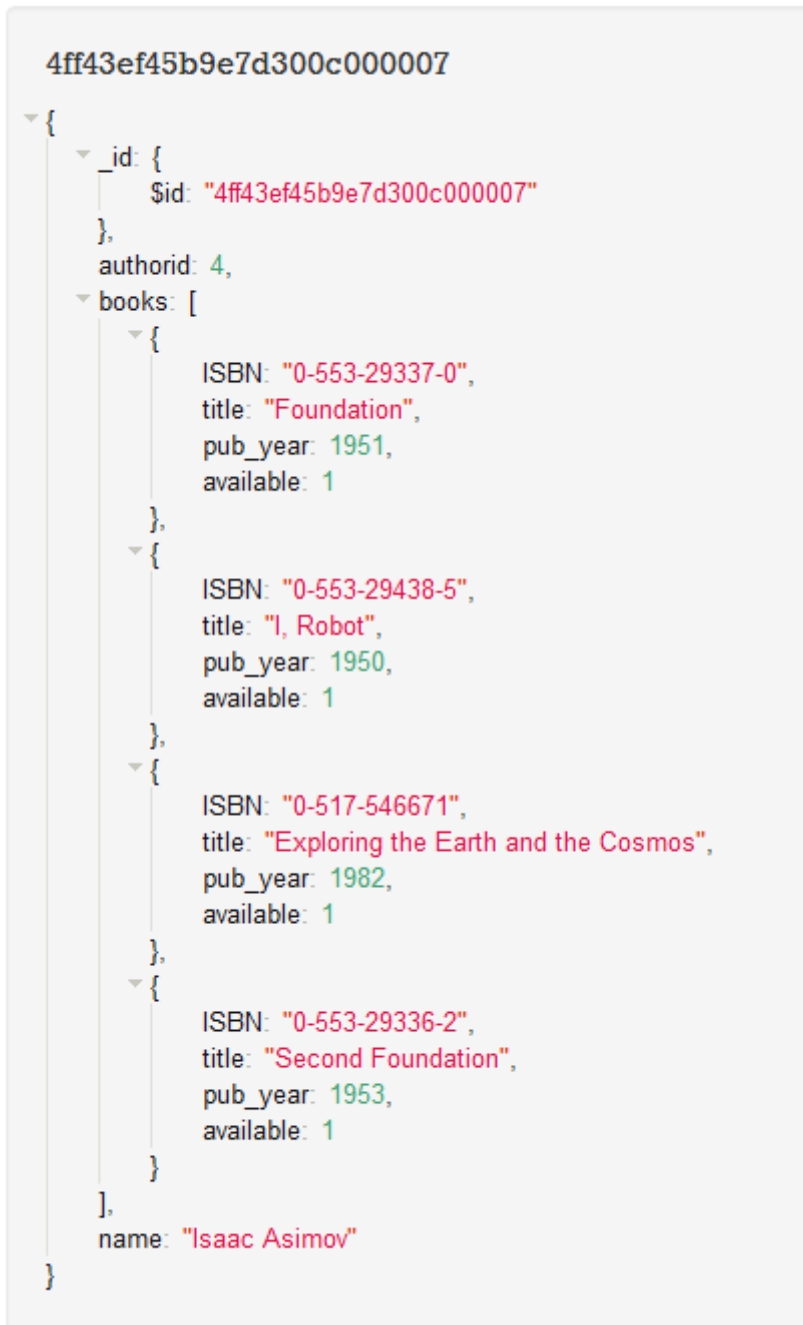 4ff43ef45b9e7d300c000007
{
_id: {
$id: "4ff43ef45b9e7d300c000007"
},
authorid: 4,
books: [
{
ISBN: "0-553-29337-0",
title: "Foundation",
pub_year: 1951,
available: 1
},
{
ISBN: "0-553-29438-5",
title: "I, Robot",
pub_year: 1950,
available: 1
},
{
ISBN: "0-517-546671",
title: "Exploring the Earth and the Cosmos",
pub_year: 1982,
available: 1
},
{
ISBN: "0-553-29336-2",
title: "Second Foundation",
pub_year: 1953,
available: 1
}
],
name: "Isaac Asimov"
}